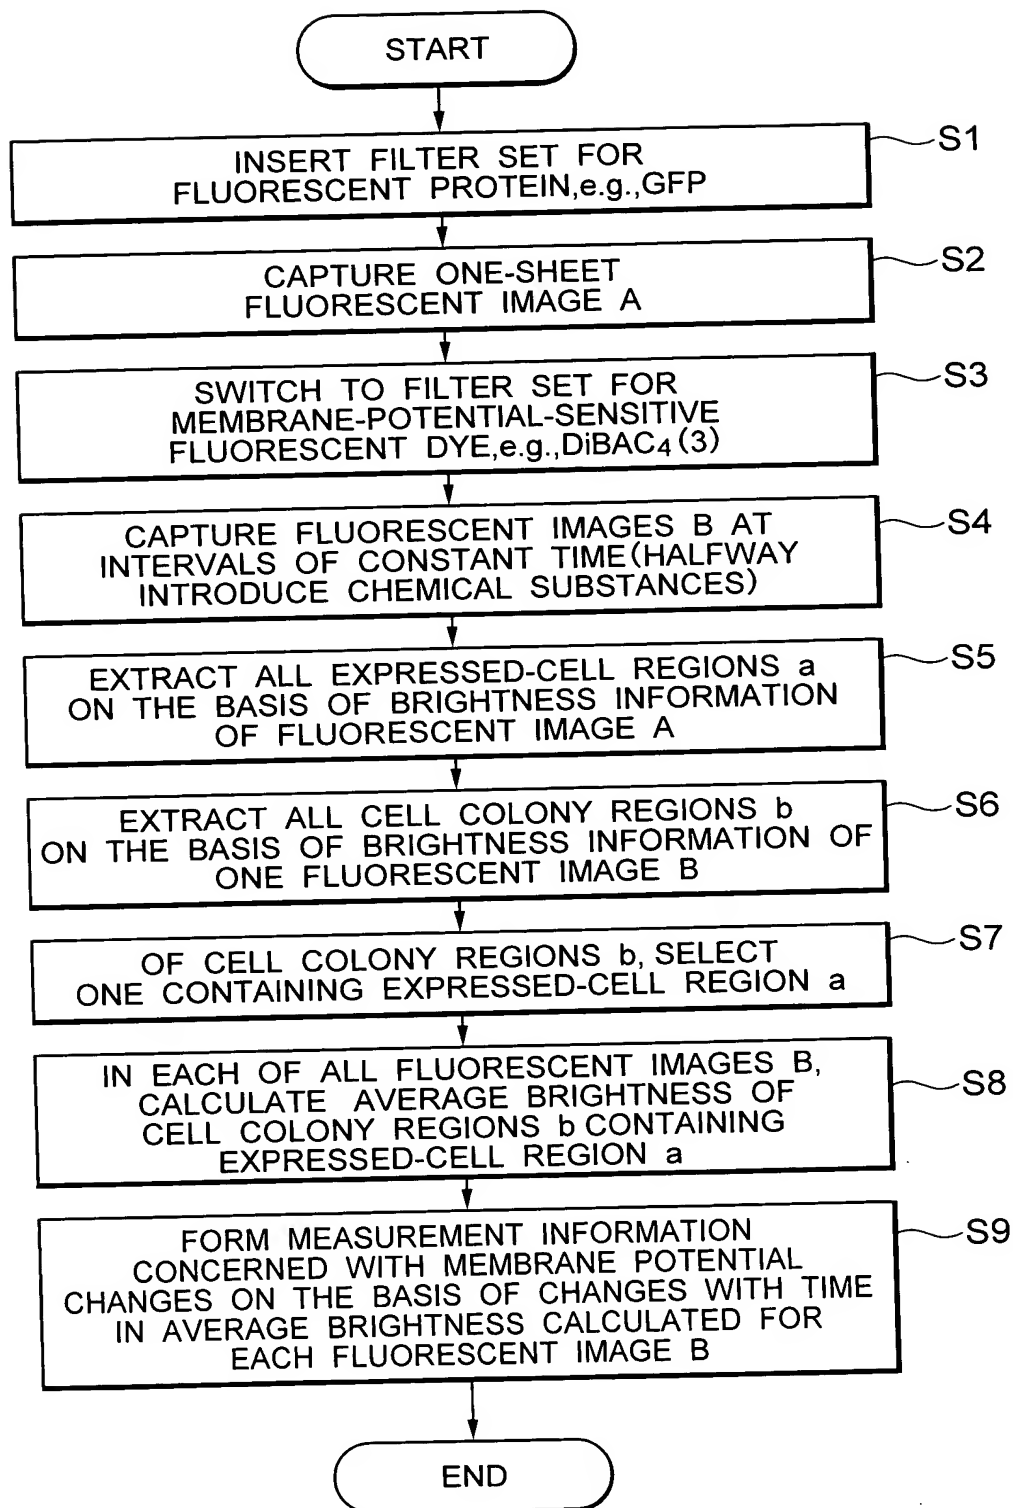 START
INSERT FILTER SET FOR
FLUORESCENT PROTEIN,e.g.,GFP
S1
CAPTURE ONE-SHEET
FLUORESCENT IMAGE A
S2
SWITCH TO FILTER SET FOR
MEMBRANE-POTENTIAL-SENSITIVE
FLUORESCENT DYE,e.g.,DiBAC₄(3)
S3
CAPTURE FLUORESCENT IMAGES B AT
INTERVALS OF CONSTANT TIME(HALFWAY
INTRODUCE CHEMICAL SUBSTANCES)
S4
EXTRACT ALL EXPRESSED-CELL REGIONS a
ON THE BASIS OF BRIGHTNESS INFORMATION
OF FLUORESCENT IMAGE A
S5
EXTRACT ALL CELL COLONY REGIONS b
ON THE BASIS OF BRIGHTNESS INFORMATION OF
ONE FLUORESCENT IMAGE B
S6
OF CELL COLONY REGIONS b, SELECT
ONE CONTAINING EXPRESSED-CELL REGION a
S7
IN EACH OF ALL FLUORESCENT IMAGES B,
CALCULATE AVERAGE BRIGHTNESS OF
CELL COLONY REGIONS b CONTAINING
EXPRESSED-CELL REGION a
S8
FORM MEASUREMENT INFORMATION
CONCERNED WITH MEMBRANE POTENTIAL
CHANGES ON THE BASIS OF CHANGES WITH TIME
IN AVERAGE BRIGHTNESS CALCULATED FOR
EACH FLUORESCENT IMAGE B
S9
END